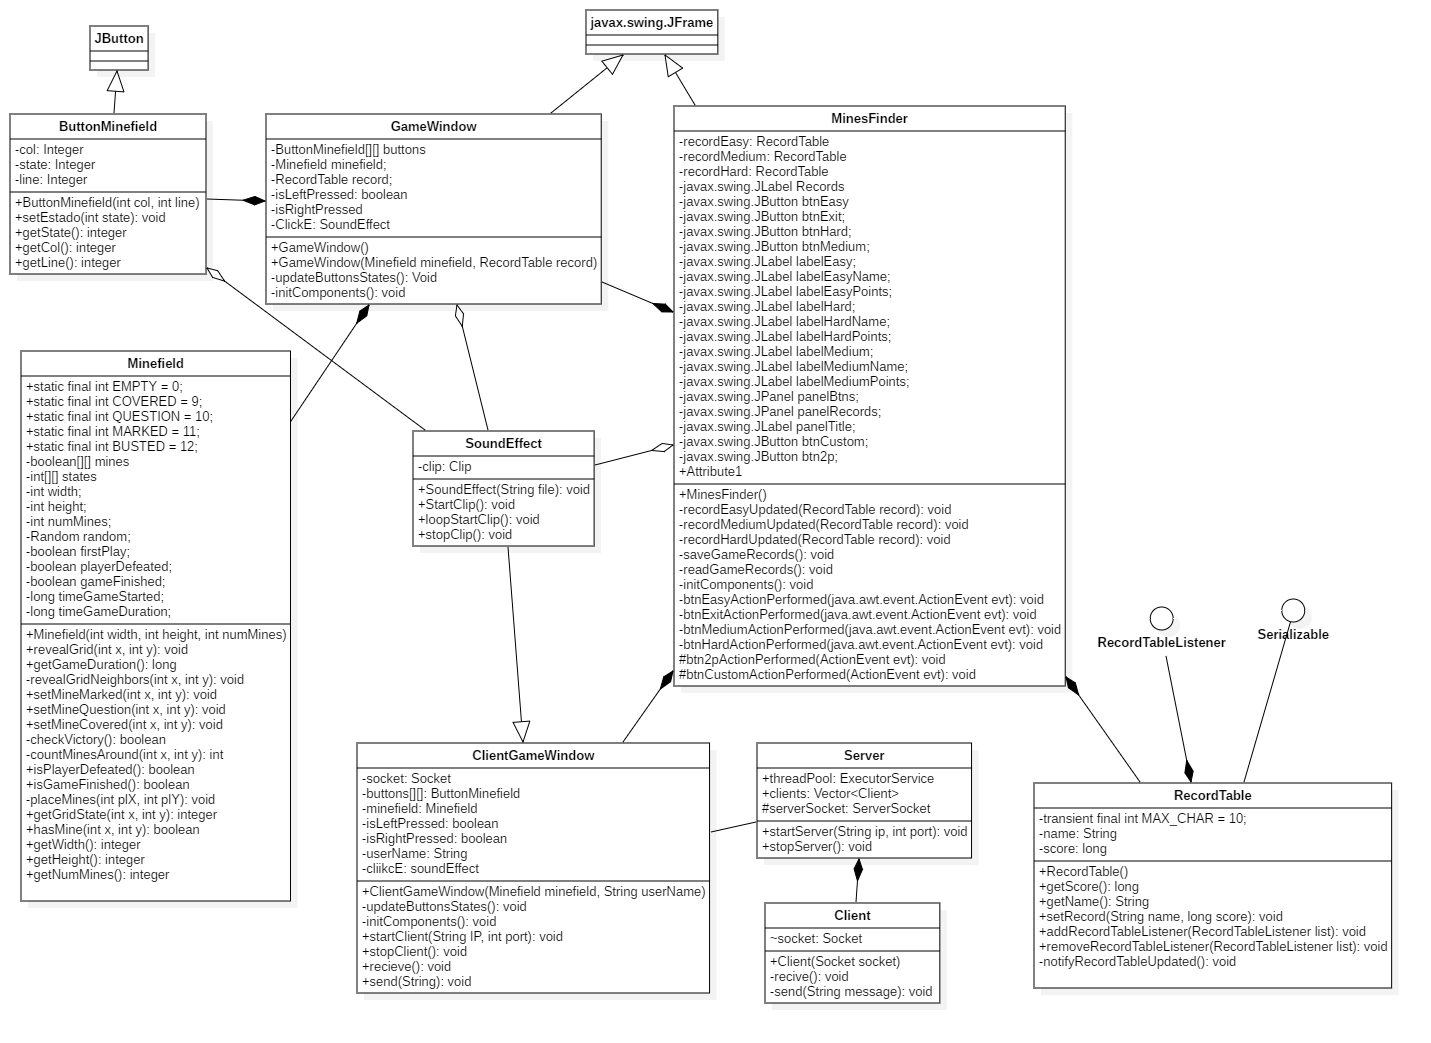 JButton
javax.swing.JFrame
ButtonMinefield
-col: Integer
-state: Integer
-line: Integer
+ButtonMinefield(int col, int line)
+setEstado(int state): void
+getState(): integer
+getCol(): integer
+getLine(): integer
GameWindow
-ButtonMinefield[][] buttons
-Minefield minefield;
-RecordTable record;
-isLeftPressed: boolean
-isRightPressed
-ClickE: SoundEffect
+GameWindow()
+GameWindow(Minefield minefield, RecordTable record)
-updateButtonsStates(): Void
-initComponents(): void
MinesFinder
-recordEasy: RecordTable
-recordMedium: RecordTable
-recordHard: RecordTable
-javax.swing.JLabel Records
-javax.swing.JButton btnEasy
-javax.swing.JButton btnExit;
-javax.swing.JButton btnHard;
-javax.swing.JButton btnMedium;
-javax.swing.JLabel labelEasy;
-javax.swing.JLabel labelEasyName;
-javax.swing.JLabel labelEasyPoints;
-javax.swing.JLabel labelHard;
-javax.swing.JLabel labelHardName;
-javax.swing.JLabel labelHardPoints;
-javax.swing.JLabel labelMedium;
-javax.swing.JLabel labelMediumName;
-javax.swing.JLabel labelMediumPoints;
-javax.swing.JPanel panelBtns;
-javax.swing.JPanel panelRecords;
-javax.swing.JLabel panelTitle;
-javax.swing.JButton btnCustom;
-javax.swing.JButton btn2p;
+Attribute1
+MinesFinder()
-recordEasyUpdated(RecordTable record): void
-recordMediumUpdated(RecordTable record): void
-recordHardUpdated(RecordTable record): void
-saveGameRecords(): void
-readGameRecords(): void
-initComponents(): void
-btnEasyActionPerformed(java.awt.event.ActionEvent evt): void
-btnExitActionPerformed(java.awt.event.ActionEvent evt): void
-btnMediumActionPerformed(java.awt.event.ActionEvent evt): void
-btnHardActionPerformed(java.awt.event.ActionEvent evt): void
#btn2pActionPerformed(ActionEvent evt): void
#btnCustomActionPerformed(ActionEvent evt): void
Minefield
+static final int EMPTY = 0;
+static final int COVERED = 9;
+static final int QUESTION = 10;
+static final int MARKED = 11;
+static final int BUSTED = 12;
-boolean[][] mines
-int[][] states
-int width;
-int height;
-int numMines;
-Random random;
-boolean firstPlay;
-boolean playerDefeated;
-boolean gameFinished;
-long timeGameStarted;
-long timeGameDuration;
+Minefield(int width, int height, int numMines)
+revealGrid(int x, int y): void
+getGameDuration(): long
-revealGridNeighbors(int x, int y): void
+setMineMarked(int x, int y): void
+setMineQuestion(int x, int y): void
+setMineCovered(int x, int y): void
-checkVictory(): boolean
-countMinesAround(int x, int y): int
+isPlayerDefeated(): boolean
+isGameFinished(): boolean
-placeMines(int plX, int plY): void
+getGridState(int x, int y): integer
+hasMine(int x, int y): boolean
+getWidth(): integer
+getHeight(): integer
+getNumMines(): integer
SoundEffect
-clip: Clip
+SoundEffect(String file): void
+StartClip(): void
+loopStartClip(): void
+stopClip(): void
RecordTableListener
Serializable
ClientGameWindow
-socket: Socket
-buttons[][]: ButtonMinefield
-minefield: Minefield
-isLeftPressed: boolean
-isRightPressed: boolean
-userName: String
-cliikcE: soundEffect
+ClientGameWindow(Minefield minefield, String userName)
-updateButtonsStates(): void
-initComponents(): void
+startClient(String IP, int port): void
+stopClient(): void
+recieve(): void
+send(String): void
Server
+threadPool: ExecutorService
+clients: Vector<Client>
#serverSocket: ServerSocket
+startServer(String ip, int port): void
+stopServer(): void
Client
~socket: Socket
+Client(Socket socket)
-recive(): void
-send(String message): void
RecordTable
-transient final int MAX_CHAR = 10;
-name: String
-score: long
+RecordTable()
+getScore(): long
+getName(): String
+setRecord(String name, long score): void
+addRecordTableListener(RecordTableListener list): void
+removeRecordTableListener(RecordTableListener list): void
-notifyRecordTableUpdated(): void